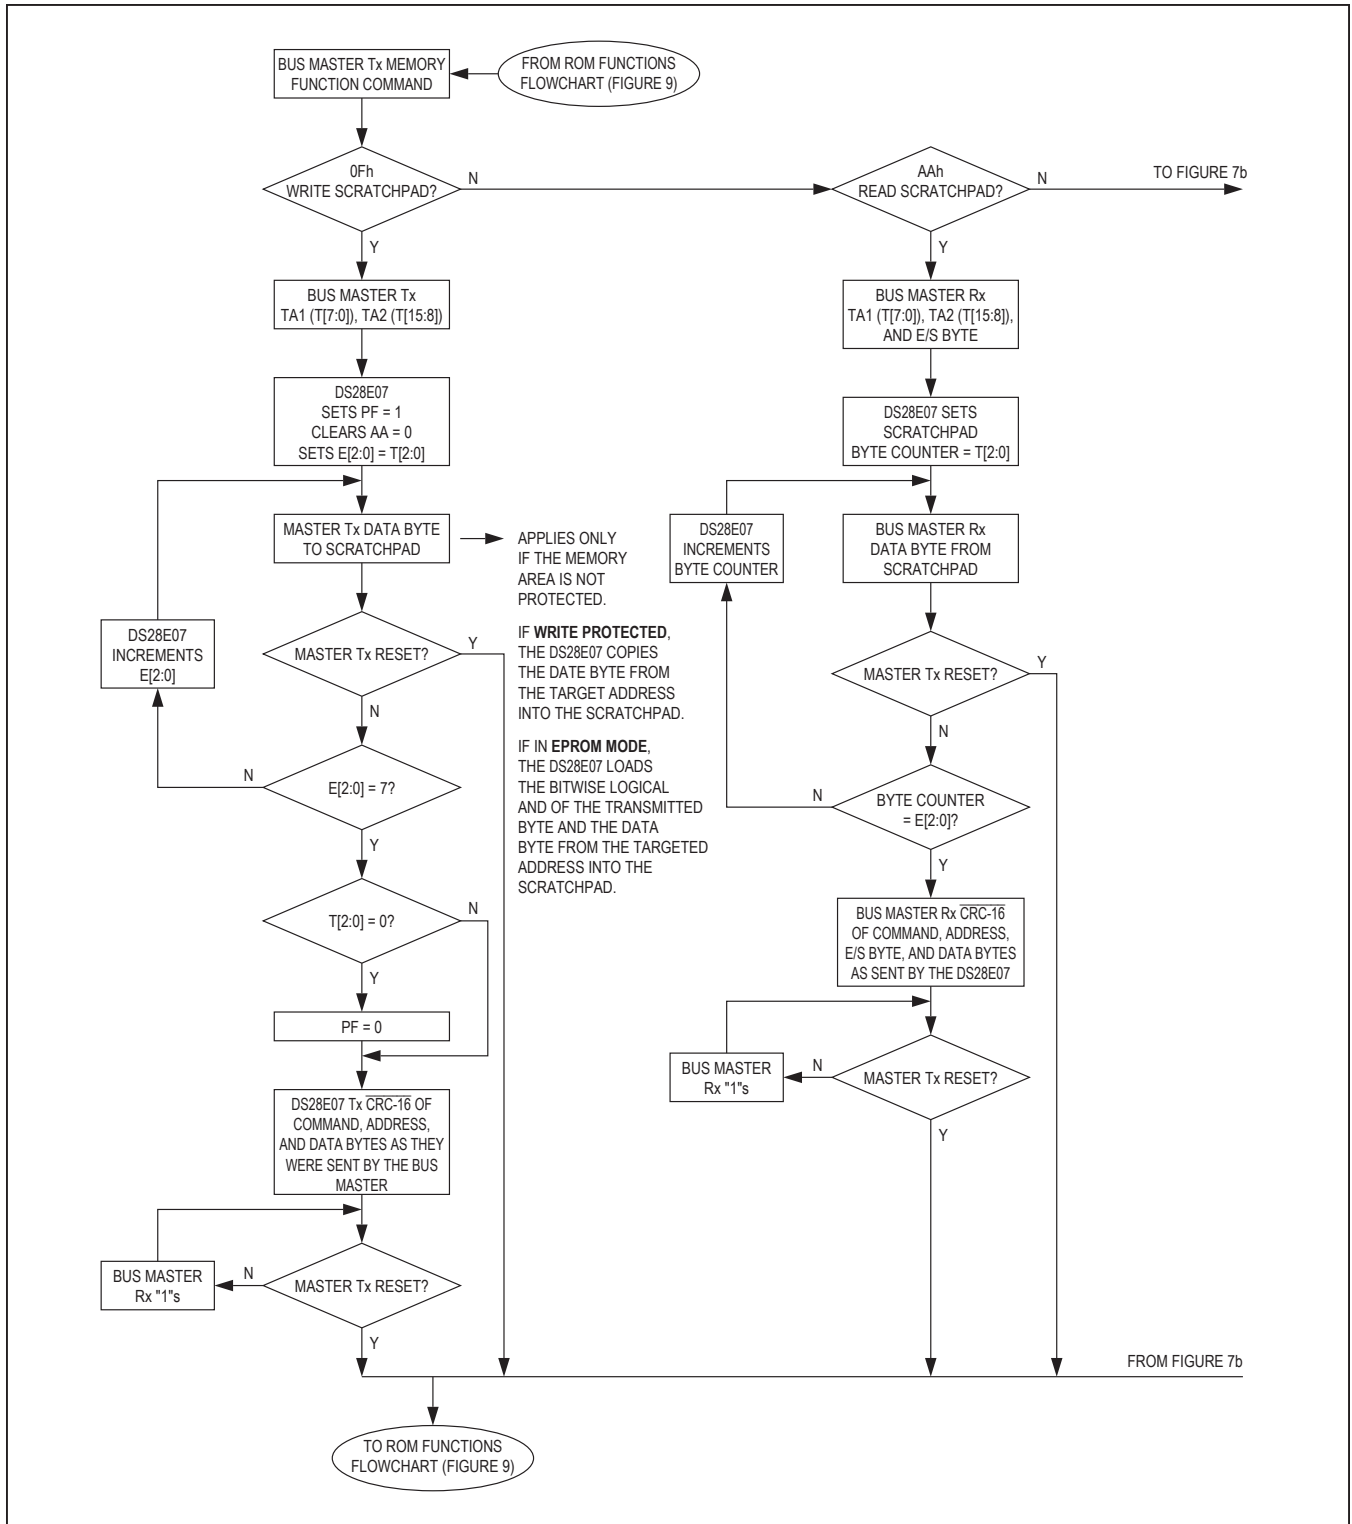 BUS MASTER Tx MEMORY
FUNCTION COMMAND
FROM ROM FUNCTIONS
FLOWCHART (FIGURE 9)
0Fh
WRITE SCRATCHPAD?
N
Y
AAh
READ SCRATCHPAD?
N
Y
TO FIGURE 7b
BUS MASTER Tx
TA1 (T[7:0]), TA2 (T[15:8])
DS28E07
SETS PF = 1
CLEARS AA = 0
SETS E[2:0] = T[2:0]
MASTER Tx DATA BYTE
TO SCRATCHPAD
APPLIES ONLY
IF THE MEMORY
AREA IS NOT
PROTECTED.
IF WRITE PROTECTED,
THE DS28E07 COPIES
THE DATE BYTE FROM
THE TARGET ADDRESS
INTO THE SCRATCHPAD.
IF IN EPROM MODE,
THE DS28E07 LOADS
THE BITWISE LOGICAL
AND OF THE TRANSMITTED
BYTE AND THE DATA
BYTE FROM THE TARGETED
ADDRESS INTO THE
SCRATCHPAD.
DS28E07
INCREMENTS
E[2:0]
MASTER Tx RESET?
Y
N
E[2:0] = 7?
N
Y
T[2:0] = 0?
N
Y
PF = 0
DS28E07 Tx CRC-16 OF
COMMAND, ADDRESS,
AND DATA BYTES AS THEY
WERE SENT BY THE BUS
MASTER
BUS MASTER
Rx "1"s
N
MASTER Tx RESET?
Y
BUS MASTER Rx
TA1 (T[7:0]), TA2 (T[15:8]),
AND E/S BYTE
DS28E07 SETS
SCRATCHPAD
BYTE COUNTER = T[2:0]
DS28E07
INCREMENTS
BYTE COUNTER
BUS MASTER Rx
DATA BYTE FROM
SCRATCHPAD
MASTER Tx RESET?
Y
N
BYTE COUNTER
= E[2:0]?
N
Y
BUS MASTER Rx CRC-16
OF COMMAND, ADDRESS,
E/S BYTE, AND DATA BYTES
AS SENT BY THE DS28E07
BUS MASTER
Rx "1"s
N
MASTER Tx RESET?
Y
FROM FIGURE 7b
TO ROM FUNCTIONS
FLOWCHART (FIGURE 9)